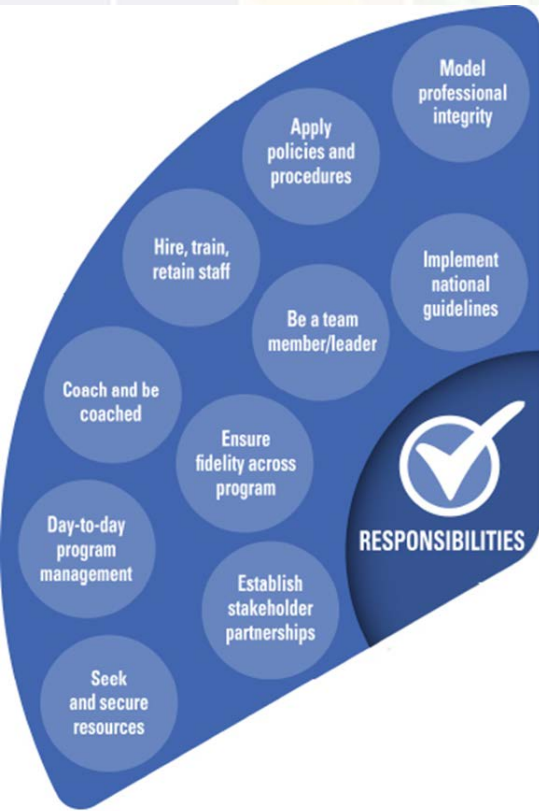 Model
professional
integrity
Apply
policies and
procedures
Hire, train,
retain staff
Implement
national
guidelines
Be a team
member/leader
Coach and be
coached
Ensure
fidelity across
program
RESPONSIBILITIES
Day-to-day
program
management
Establish
stakeholder
partnerships
Seek
and secure
resources